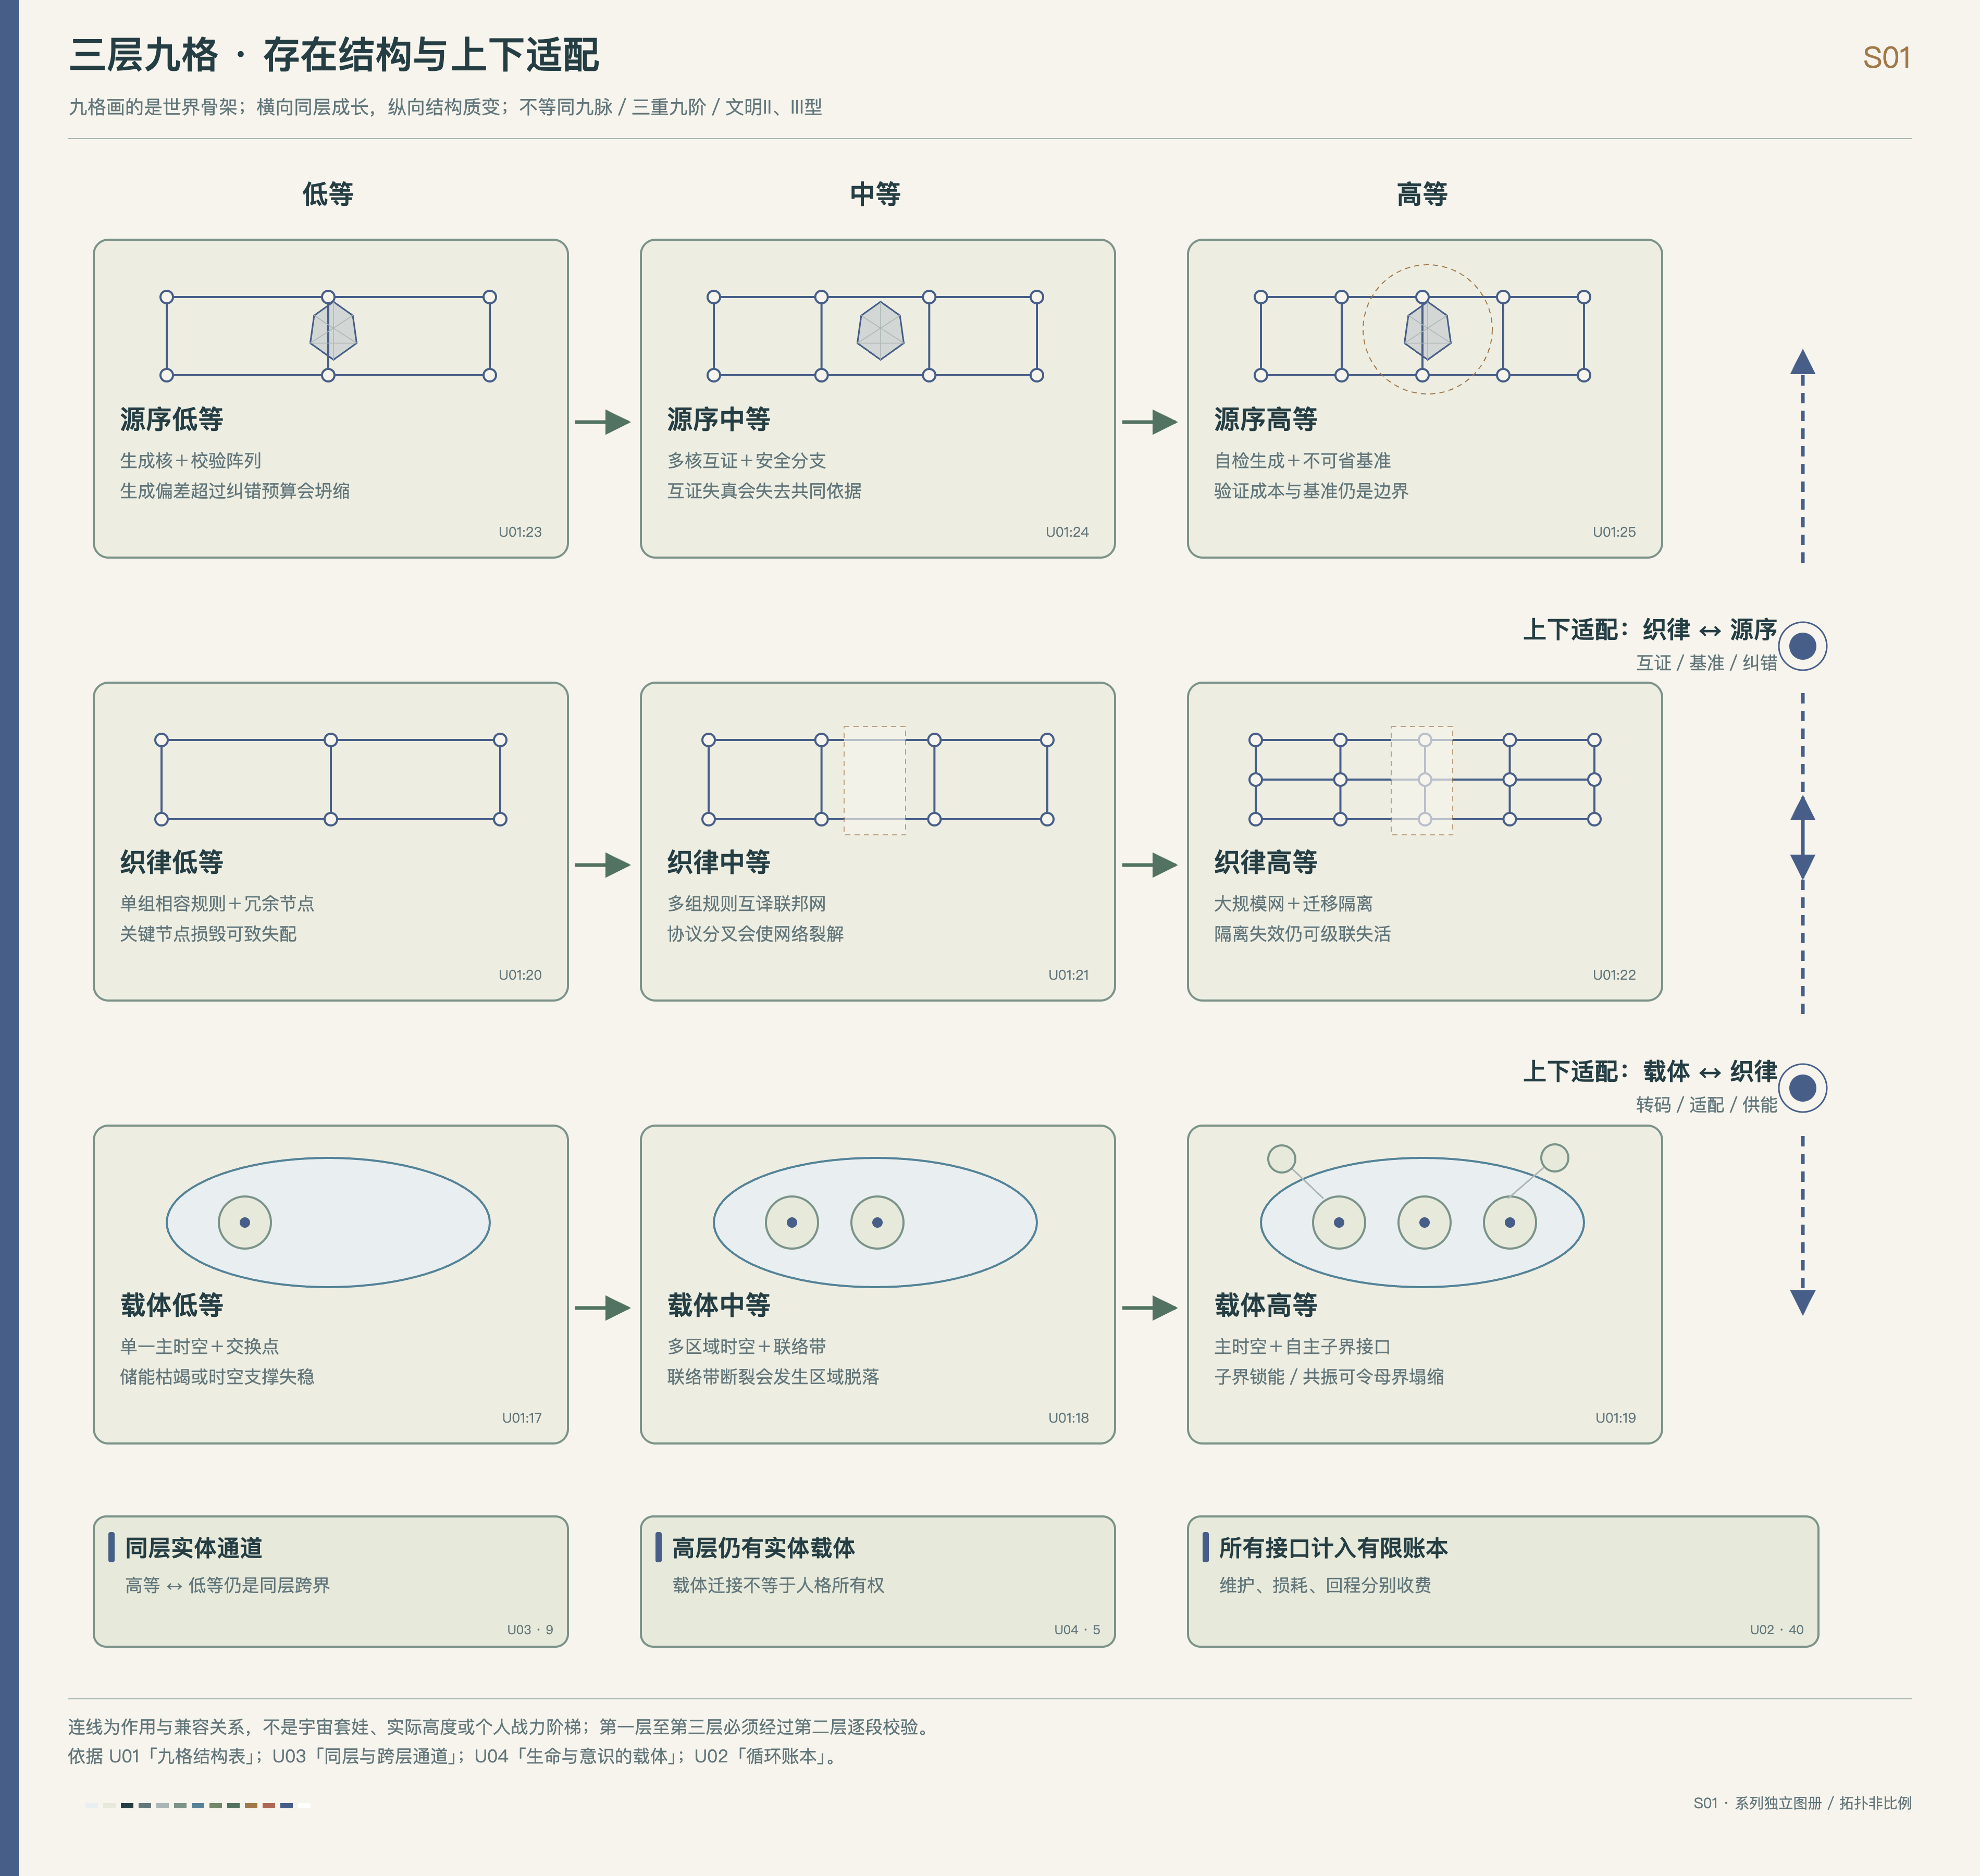 三层九格 · 存在结构与上下适配
S01
九格画的是世界骨架；横向同层成长，纵向结构质变；不等同九脉 / 三重九阶 / 文明II、III型
低等
中等
高等
源序低等
生成核＋校验阵列
生成偏差超过纠错预算会坍缩
U01:23
源序中等
多核互证＋安全分支
互证失真会失去共同依据
U01:24
源序高等
自检生成＋不可省基准
验证成本与基准仍是边界
U01:25
上下适配：织律 ↔ 源序
互证 / 基准 / 纠错
织律低等
单组相容规则＋冗余节点
关键节点损毁可致失配
U01:20
织律中等
多组规则互译联邦网
协议分叉会使网络裂解
U01:21
织律高等
大规模网＋迁移隔离
隔离失效仍可级联失活
U01:22
上下适配：载体 ↔ 织律
转码 / 适配 / 供能
载体低等
单一主时空＋交换点
储能枯竭或时空支撑失稳
U01:17
载体中等
多区域时空＋联络带
联络带断裂会发生区域脱落
U01:18
载体高等
主时空＋自主子界接口
子界锁能 / 共振可令母界塌缩
U01:19
同层实体通道
高等 ↔ 低等仍是同层跨界
U03 · 9
高层仍有实体载体
载体迁接不等于人格所有权
U04 · 5
所有接口计入有限账本
维护、损耗、回程分别收费
U02 · 40
连线为作用与兼容关系，不是宇宙套娃、实际高度或个人战力阶梯；第一层至第三层必须经过第二层逐段校验。
依据 U01「九格结构表」；U03「同层与跨层通道」；U04「生命与意识的载体」；U02「循环账本」。
S01 · 系列独立图册 / 拓扑非比例